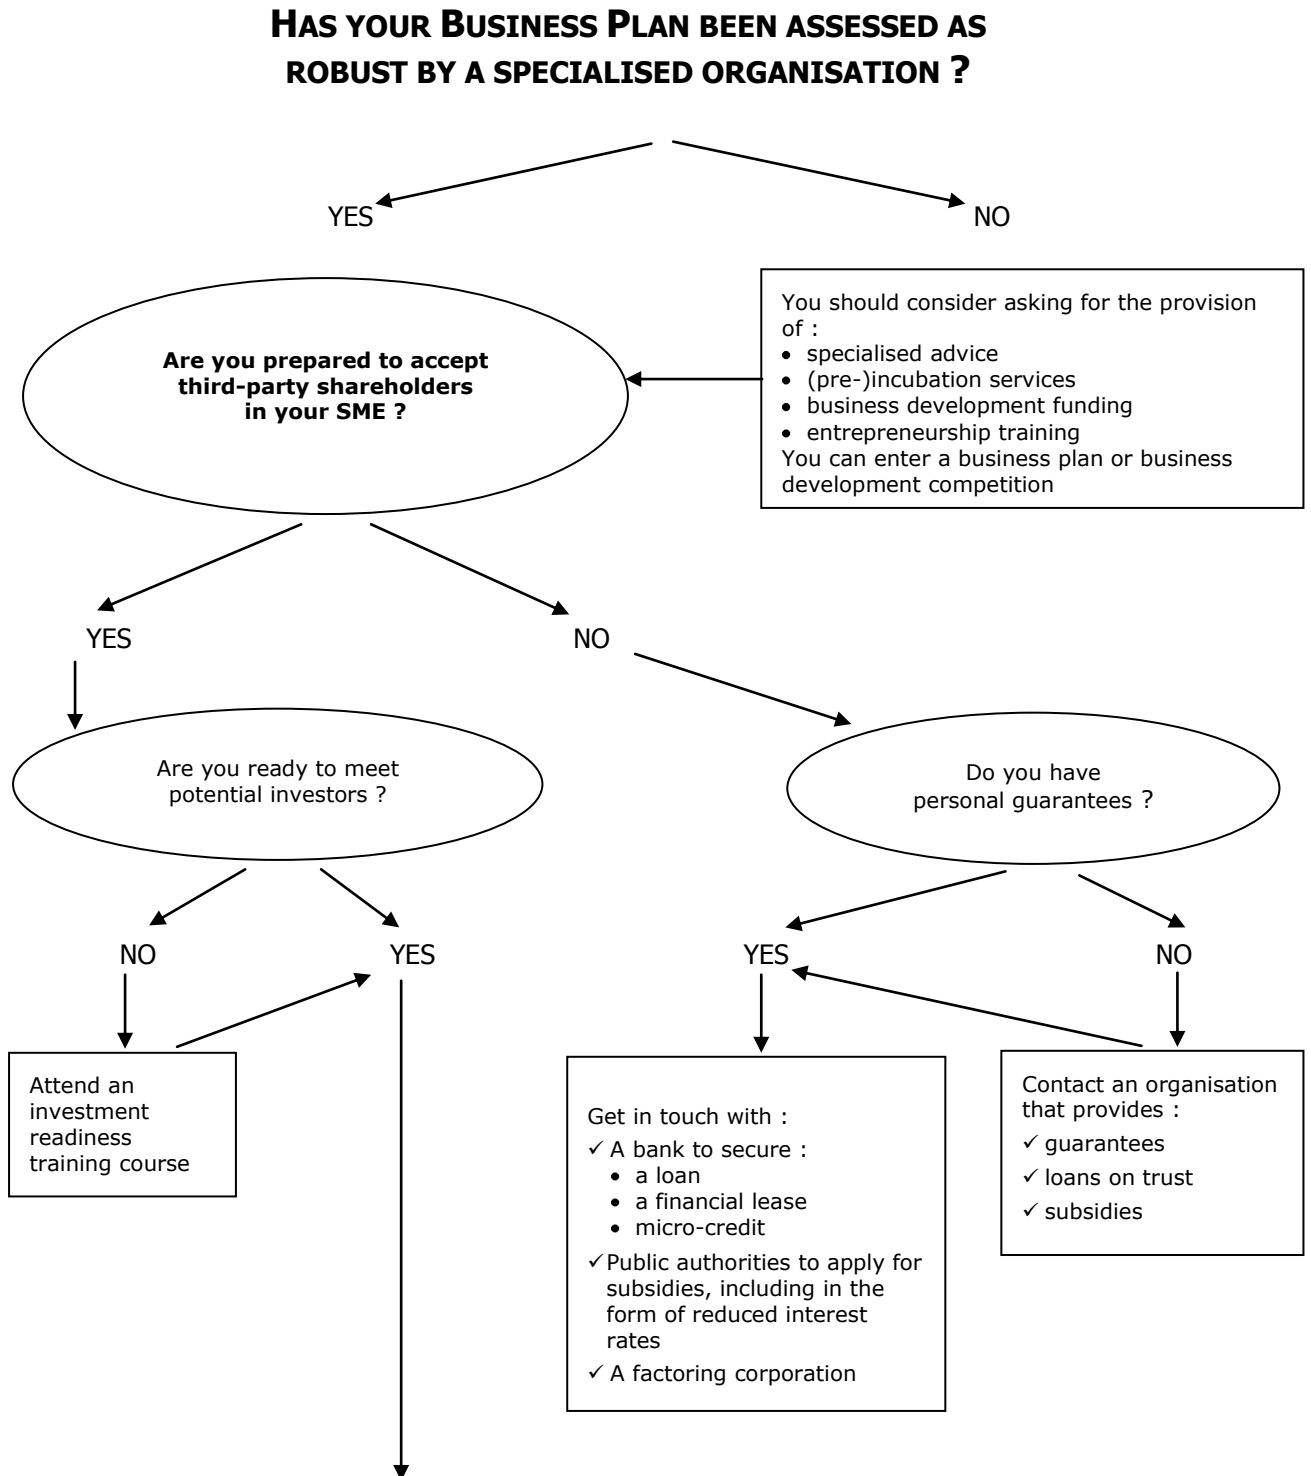 HAS YOUR BUSINESS PLAN BEEN ASSESSED AS
ROBUST BY A SPECIALISED ORGANISATION ?
YES
NO
Are you prepared to accept
third-party shareholders
in your SME ?
You should consider asking for the provision
of :
• specialised advice
• (pre-)incubation services
• business development funding
• entrepreneurship training
You can enter a business plan or business
development competition
YES
NO
Are you ready to meet
potential investors ?
Do you have
personal guarantees ?
NO
YES
YES
NO
Attend an
investment
readiness
training course
Get in touch with :
✓ A bank to secure :
• a loan
• a financial lease
• micro-credit
✓ Public authorities to apply for
subsidies, including in the
form of reduced interest
rates
✓ A factoring corporation
Contact an organisation
that provides :
✓ guarantees
✓ loans on trust
✓ subsidies